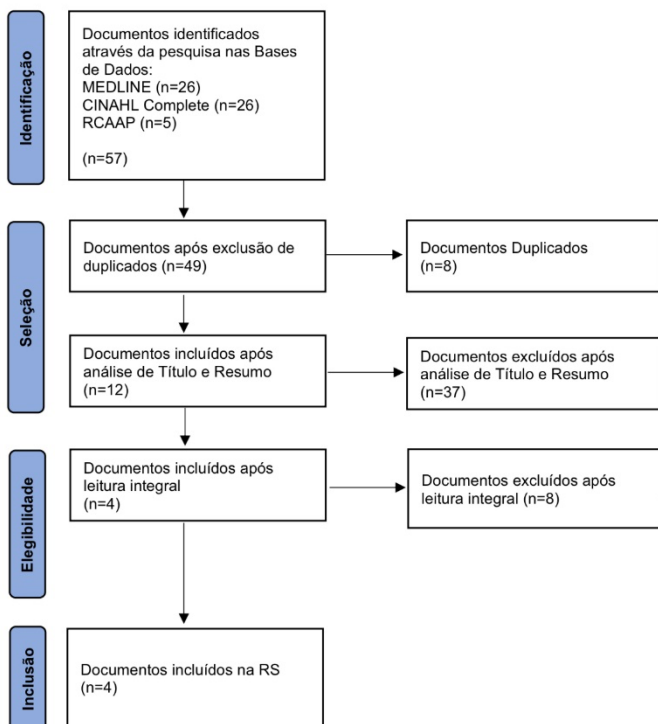 Identificação
Documentos identificados
através da pesquisa nas Bases
de Dados:
MEDLINE (n=26)
CINAHL Complete (n=26)
RCAAP (n=5)
(n=57)
Seleção
Documentos após exclusão de
duplicados (n=49)
Documentos Duplicados
(n=8)
Documentos incluídos após
análise de Título e Resumo
(n=12)
Documentos excluídos após
análise de Título e Resumo
(n=37)
Elegibilidade
Documentos incluídos após
leitura integral
(n=4)
Documentos excluídos após
leitura integral (n=8)
Inclusão
Documentos incluídos na RS
(n=4)